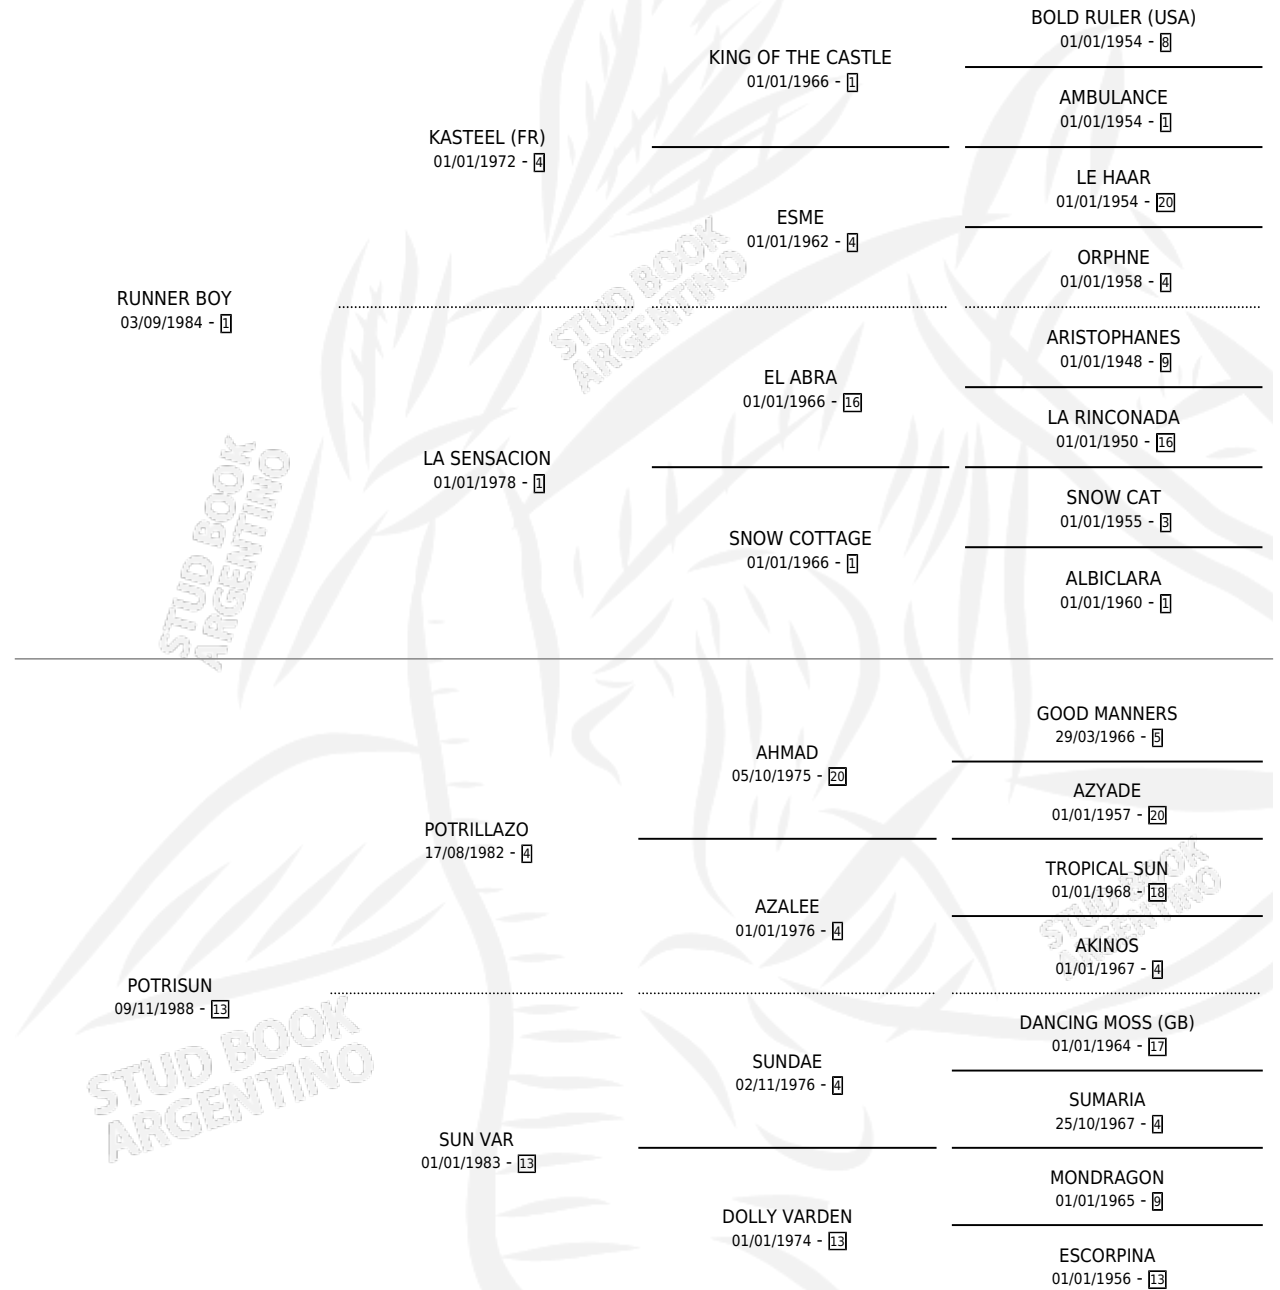 BOLD RULER (USA)
01/01/1954 - 8
KING OF THE CASTLE
01/01/1966 - 1
AMBULANCE
01/01/1954 - 1
KASTEEL (FR)
01/01/1972 - 4
LE HAAR
01/01/1954 - 20
ESME
01/01/1962 - 4
ORPHNE
01/01/1958 - 4
RUNNER BOY
03/09/1984 - 1
ARISTOPHANES
01/01/1948 - 9
EL ABRA
01/01/1966 - 16
LA RINCONADA
01/01/1950 - 16
LA SENSACION
01/01/1978 - 1
SNOW CAT
01/01/1955 - 3
SNOW COTTAGE
01/01/1966 - 1
ALBICLARA
01/01/1960 - 1
GOOD MANNERS
29/03/1966 - 5
AHMAD
05/10/1975 - 20
AZYADE
01/01/1957 - 20
POTRILLAZO
17/08/1982 - 4
TROPICAL SUN
01/01/1968 - 18
AZALEE
01/01/1976 - 4
AKINOS
01/01/1967 - 4
POTRISUN
09/11/1988 - 13
DANCING MOSS (GB)
01/01/1964 - 17
SUNDAE
02/11/1976 - 4
SUMARIA
25/10/1967 - 4
SUN VAR
01/01/1983 - 13
MONDRAGON
01/01/1965 - 9
DOLLY VARDEN
01/01/1974 - 13
ESCORPINA
01/01/1956 - 13
STUD BOOK
ARGENTINO
STUD BOOK
ARGENTINO
STUD BOOK
ARGENTINO
STUD BOOK
ARGENTINO